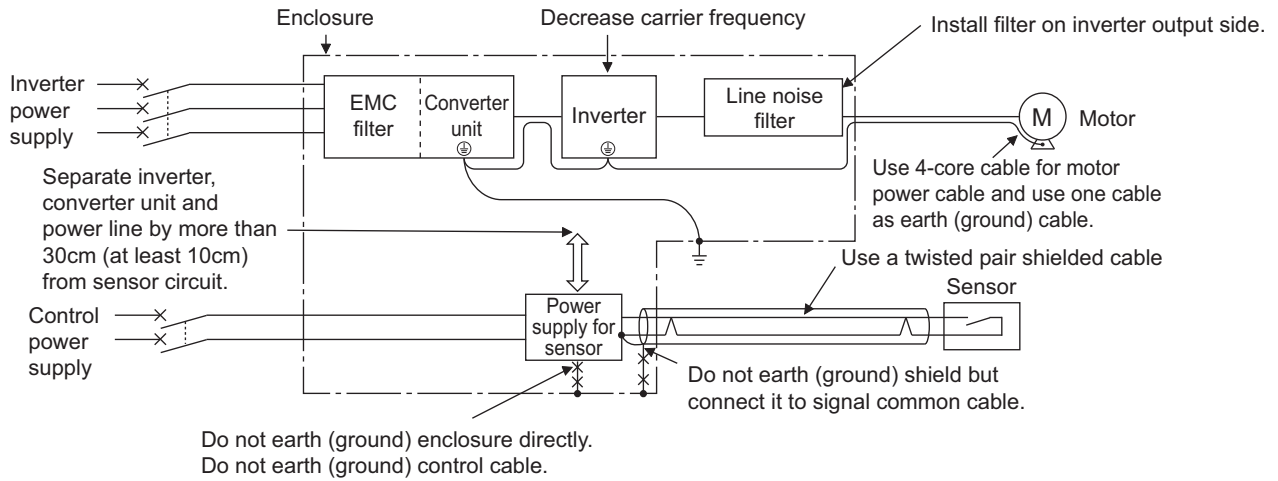 Enclosure
Decrease carrier frequency
Install filter on inverter output side.
Inverter
power
supply
EMC
filter
Converter
unit
Inverter
Line noise
filter
M
Motor
Use 4-core cable for motor
power cable and use one cable
as earth (ground) cable.
Separate inverter,
converter unit and
power line by more than
30cm (at least 10cm)
from sensor circuit.
Use a twisted pair shielded cable
Sensor
Control
power
supply
Power
supply for
sensor
Do not earth (ground) shield but
connect it to signal common cable.
Do not earth (ground) enclosure directly.
Do not earth (ground) control cable.